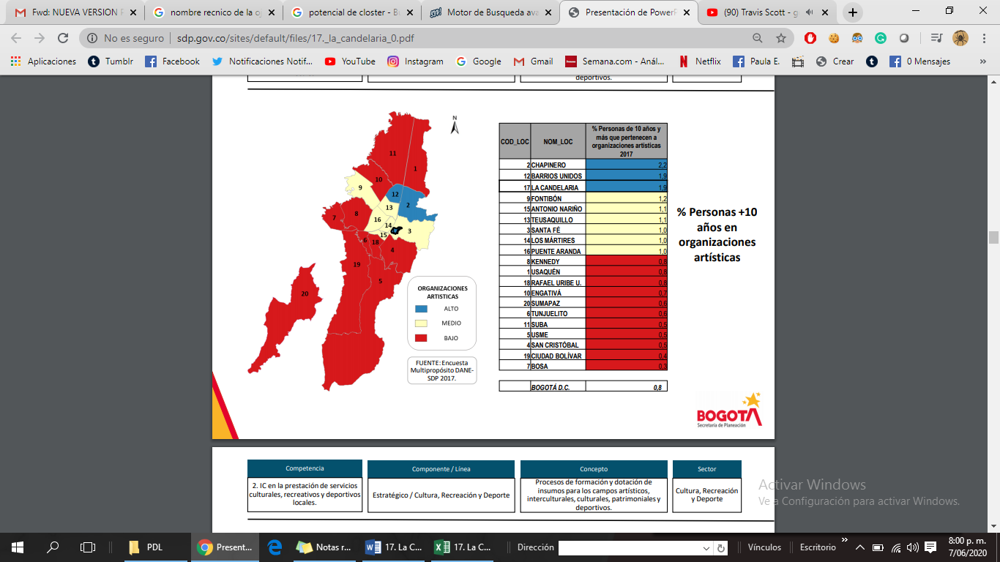 Fwd: NUEVA VERSION F
nombre recnico de la oj
potencial de closter - B
Motor de Busqueda ava
Presentación de PowerP
(90) Travis Scott - g
No es seguro | sdp.gov.co/sites/default/files/17._la_candelaria_0.pdf
Aplicaciones
Tumblr
Facebook
Notificaciones Notif...
YouTube
Instagram
Google
Gmail
Semana.com - Anál...
Netflix
Paula E.
Crear
0 Mensajes
»
deportivos.
N
11
1
10
9
12
2
13
8
7
16
14
3
15
6
18
4
19
5
20
ORGANIZACIONES
ARTISTICAS
ALTO
MEDIO
BAJO
FUENTE: Encuesta
Multipropósito DANE-
SDP 2017.
COD_LOC NOM_LOC % Personas de 10 años y
más que pertenecen a
organizaciones artísticas
2017
2 CHAPINERO 2,2
12 BARRIOS UNIDOS 1,9
17 LA CANDELARIA 1,9
9 FONTIBÓN 1,2
15 ANTONIO NARIÑO 1,1
13 TEUSAQUILLO 1,1
3 SANTA FÉ 1,0
14 LOS MÁRTIRES 1,0
16 PUENTE ARANDA 1,0
8 KENNEDY 0,8
1 USAQUÉN 0,8
18 RAFAEL URIBE U. 0,8
10 ENGATIVÁ 0,7
20 SUMAPAZ 0,6
6 TUNJUELITO 0,6
11 SUBA 0,5
5 USME 0,5
4 SAN CRISTÓBAL 0,5
19 CIUDAD BOLÍVAR 0,4
7 BOSA 0,3
BOGOTÁ D.C. 0,8
% Personas +10
años en
organizaciones
artísticas
BOGOTÁ
Secretaría de Planeación
Competencia
2. IC en la prestación de servicios
culturales, recreativos y deportivos
locales.
Componente / Línea
Estratégico / Cultura, Recreación y Deporte
Concepto
Procesos de formación y dotación de
insumos para los campos artísticos,
interculturales, culturales, patrimoniales y
deportivos.
Sector
Cultura, Recreación
y Deporte
Activar Windows
Ve a Configuración para activar Windows.
PDL
Present...
Notas r...
17. La C...
17. La C...
Dirección
Vínculos
Escritorio
»
8:00 p. m.
7/06/2020